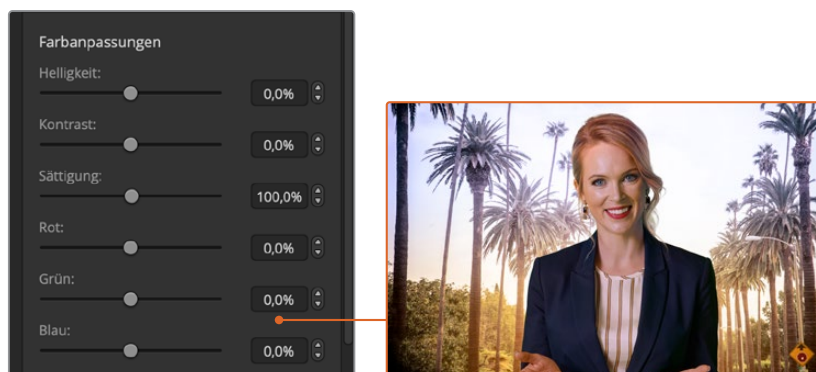 Farbanpassungen
Helligkeit:
0,0%
Kontrast:
0,0%
Sättigung:
100,0%
Rot:
0,0%
Grün:
0,0%
Blau:
0,0%